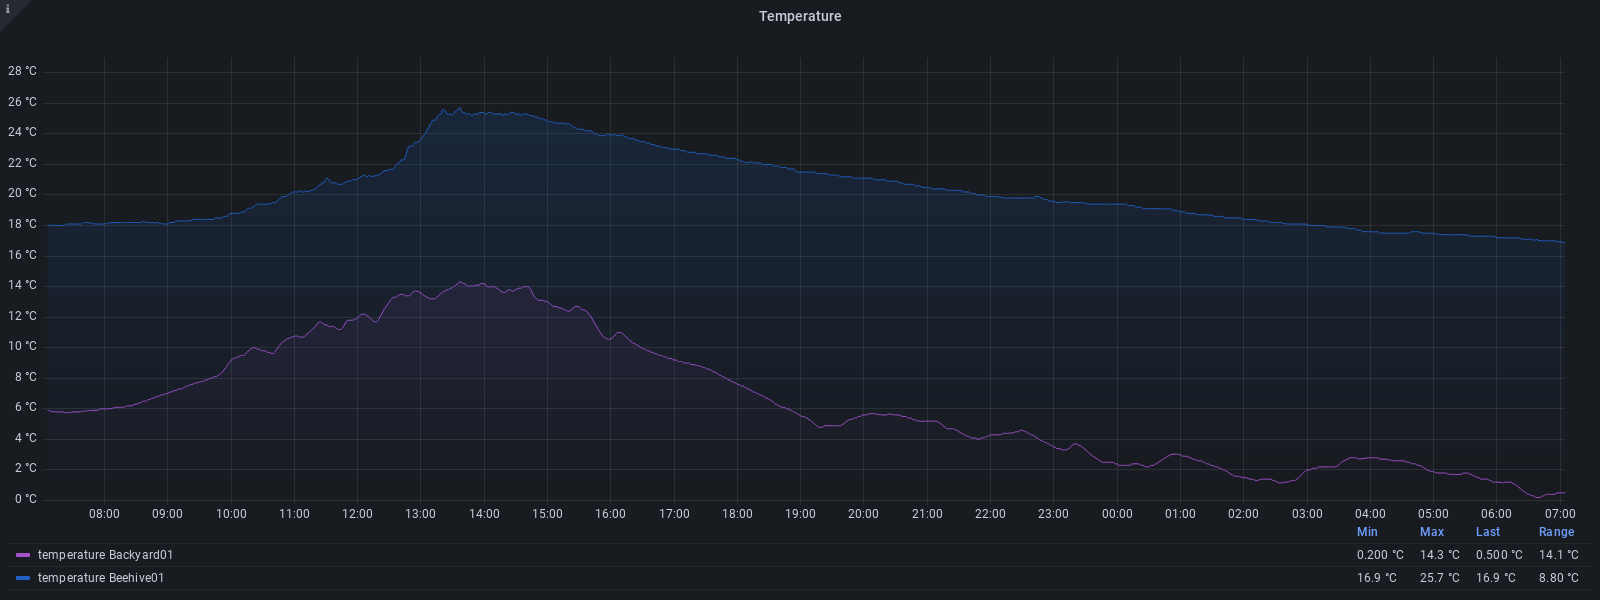 i
Temperature
28 °C
26 °C
24 °C
22 °C
20 °C
18 °C
16 °C
14 °C
12 °C
10 °C
8 °C
6 °C
4 °C
2 °C
0 °C
08:00 09:00 10:00 11:00 12:00 13:00 14:00 15:00 16:00 17:00 18:00 19:00 20:00 21:00 22:00 23:00 00:00 01:00 02:00 03:00 04:00 05:00 06:00 07:00
Min Max Last Range
temperature Backyard01 0.200 °C 14.3 °C 0.500 °C 14.1 °C
temperature Beehive01 16.9 °C 25.7 °C 16.9 °C 8.80 °C